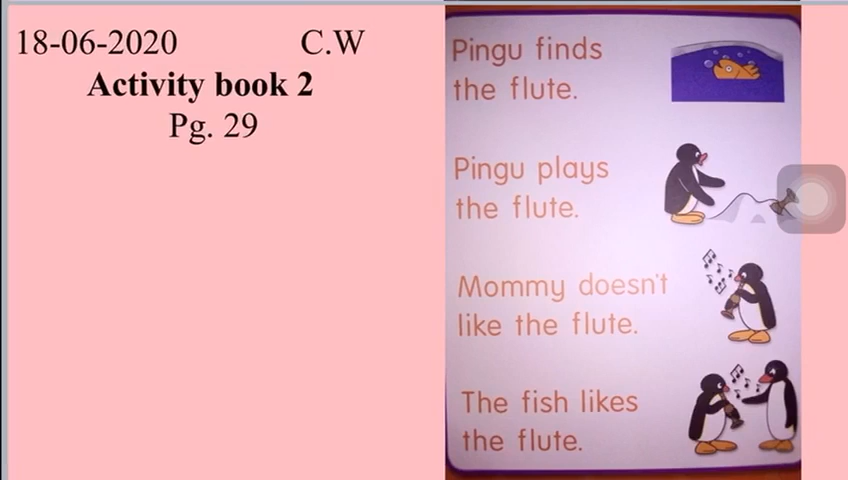 18-06-2020 C.W
Activity book 2
Pg. 29
Pingu finds
the flute.
Pingu plays
the flute.
Mommy doesn't
like the flute.
The fish likes
the flute.